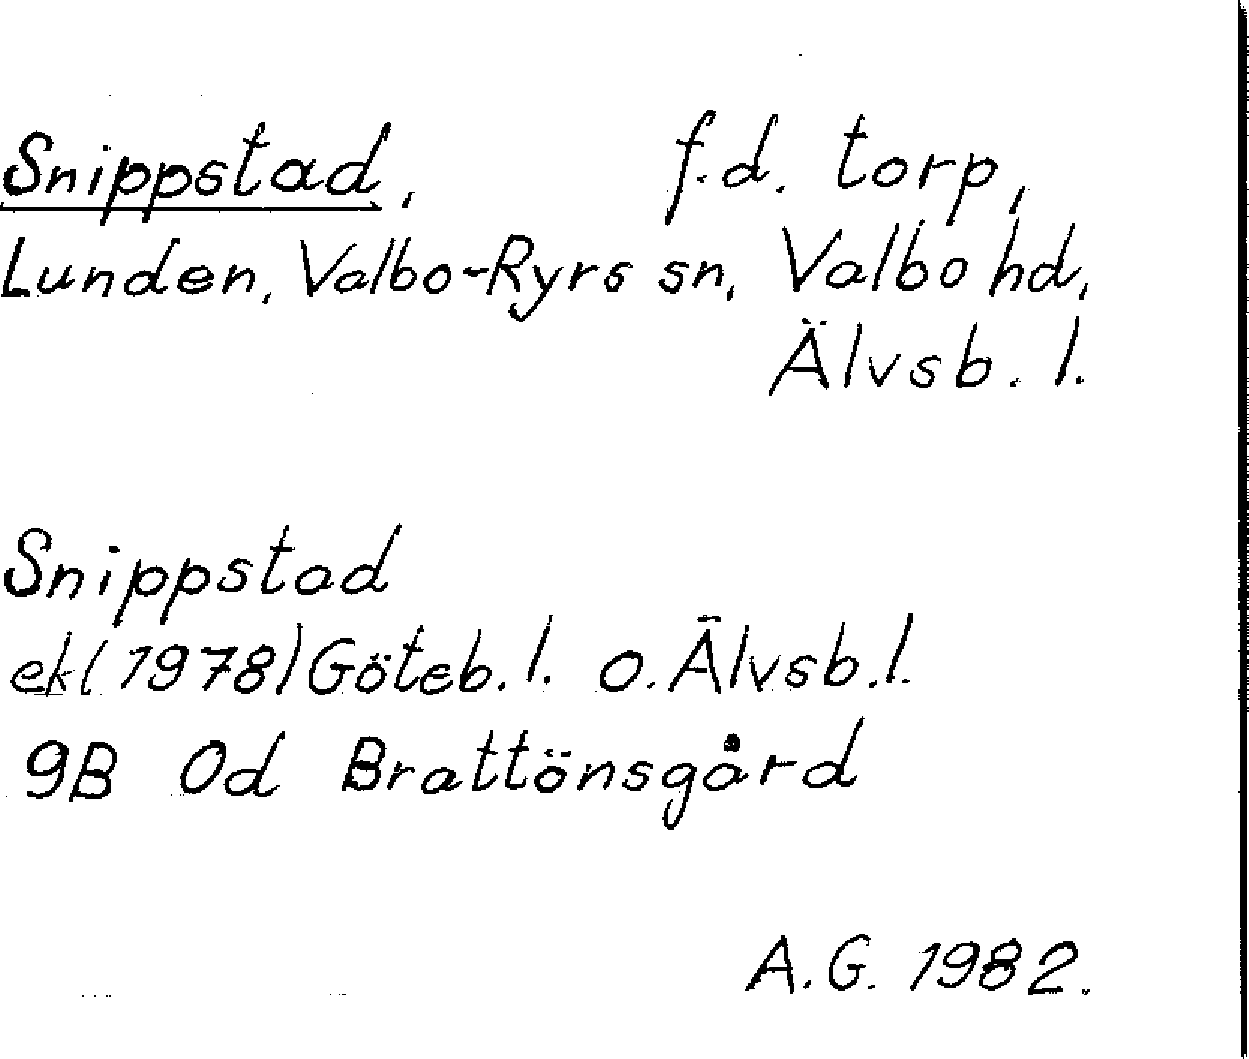 Snippstad, f.d. torp,
Lunden, Valbo-Ryrs sn, Valbo hd,
Älvsb. l.
Snippstad
ek(1978)Göteb. l. o. Älvsb. l.
9B 0d Brattönsgård
A.G. 1982.